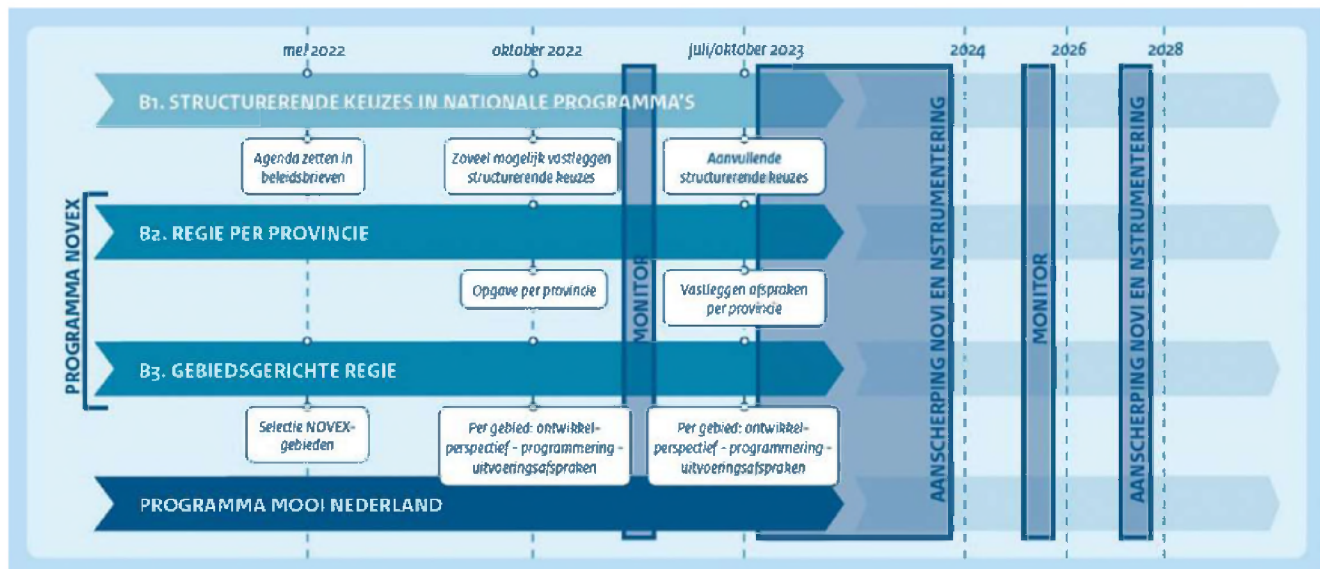 mei 2022
oktober 2022
juli/oktober 2023
2024
2026
2028
B1. STRUCTURERENDE KEUZES IN NATIONALE PROGRAMMA'S
Agenda zetten in
beleidsbrieven
Zoveel mogelijk vastleggen
structurerende keuzes
Aanvullende
structurerende keuzes
PROGRAMMA NOVEX
B2. REGIE PER PROVINCIE
Opgave per provincie
Vastleggen afspraken
per provincie
B3. GEBIEDSGERICHTE REGIE
Selectie NOVEX-
gebieden
Per gebied: ontwikkel-
perspectief - programmering -
uitvoeringsafspraken
Per gebied: ontwikkel-
perspectief - programmering -
uitvoeringsafspraken
PROGRAMMA MOOI NEDERLAND
MONITOR
AANSCHERPING NOVI EN NSTRUMENTERING
MONITOR
AANSCHERPING NOVI EN NSTRUMENTERING